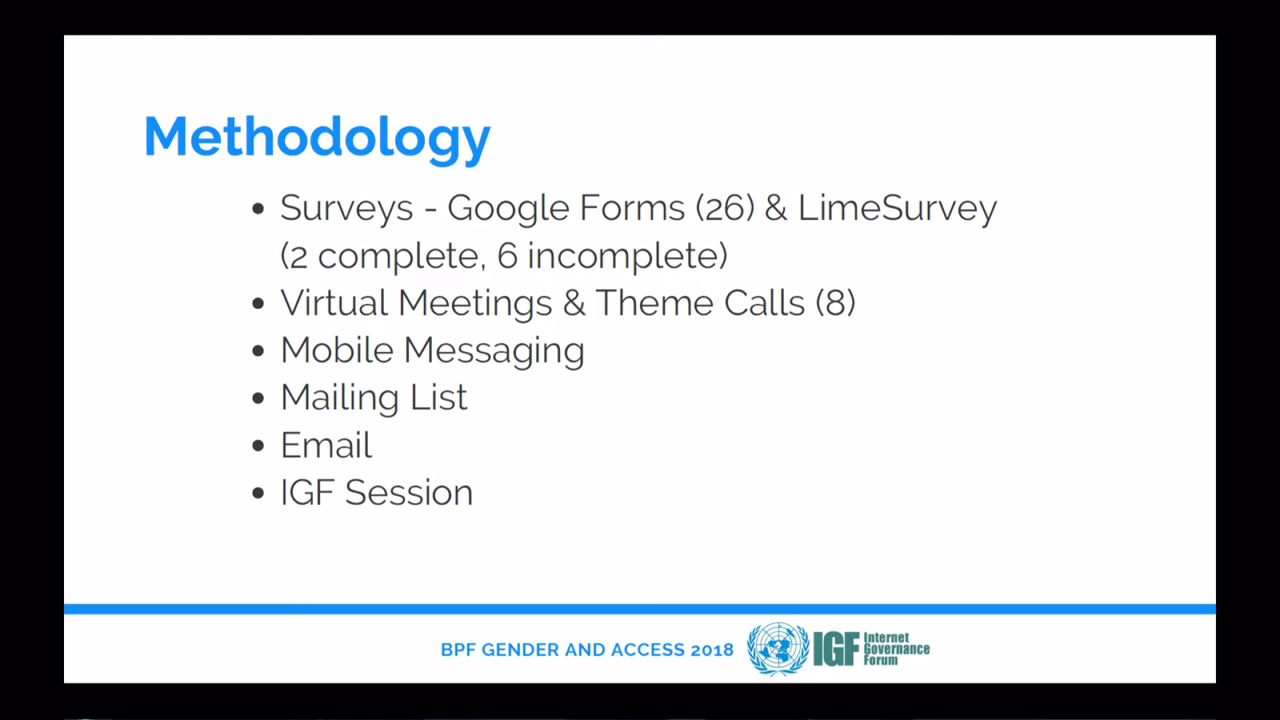 Methodology
• Surveys - Google Forms (26) & LimeSurvey
(2 complete, 6 incomplete)
• Virtual Meetings & Theme Calls (8)
• Mobile Messaging
• Mailing List
• Email
• IGF Session
BPF GENDER AND ACCESS 2018
IGF
Internet
Governance
Forum